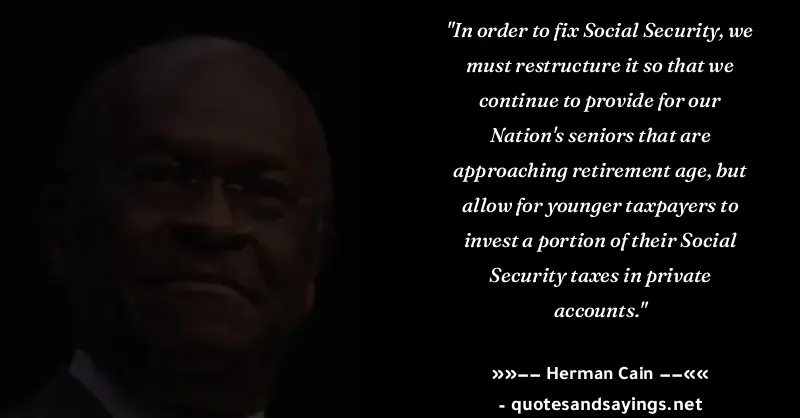 "In order to fix Social Security, we
must restructure it so that we
continue to provide for our
Nation's seniors that are
approaching retirement age, but
allow for younger taxpayers to
invest a portion of their Social
Security taxes in private
accounts."
»»−− Herman Cain −−««
- quotesandsayings.net